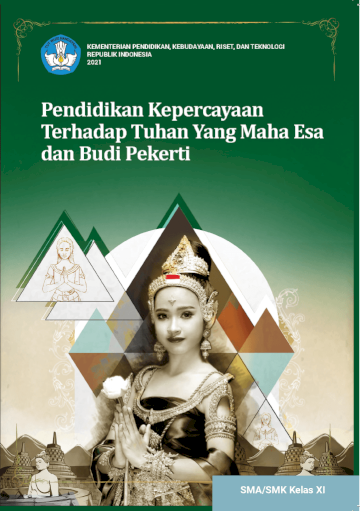 KEMENTERIAN PENDIDIKAN, KEBUDAYAAN, RISET, DAN TEKNOLOGI
REPUBLIK INDONESIA
2021
Pendidikan Kepercayaan
Terhadap Tuhan Yang Maha Esa
dan Budi Pekerti
SMA/SMK Kelas XI